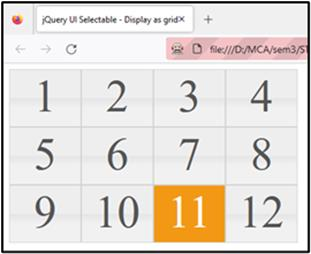 jQuery UI Selectable - Display as grid
file:///D:/MCA/sem3/ST
1 2 3 4
5 6 7 8
9 10 11 12